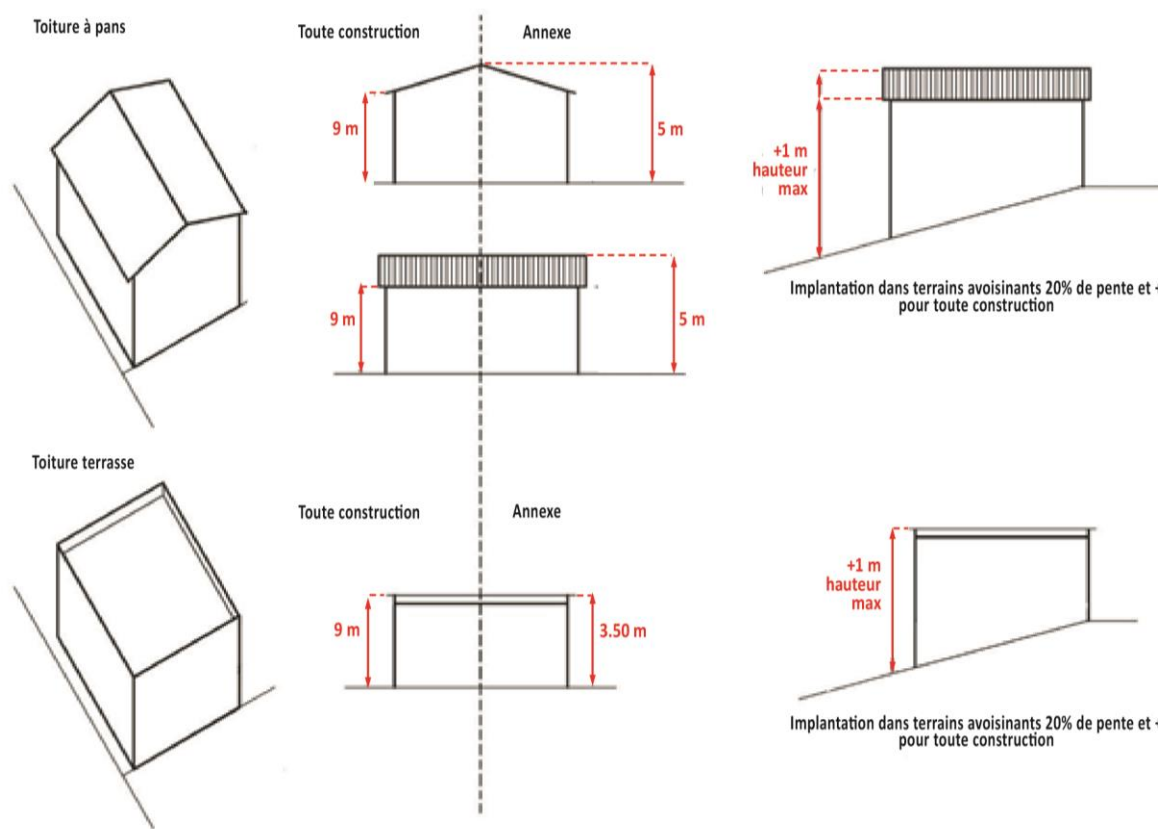 Toiture à pans
Toute construction
Annexe
9 m
5 m
+1 m
hauteur
max
9 m
5 m
Implantation dans terrains avoisinants 20% de pente et +
pour toute construction
Toiture terrasse
Toute construction
Annexe
9 m
3.50 m
+1 m
hauteur
max
Implantation dans terrains avoisinants 20% de pente et +
pour toute construction